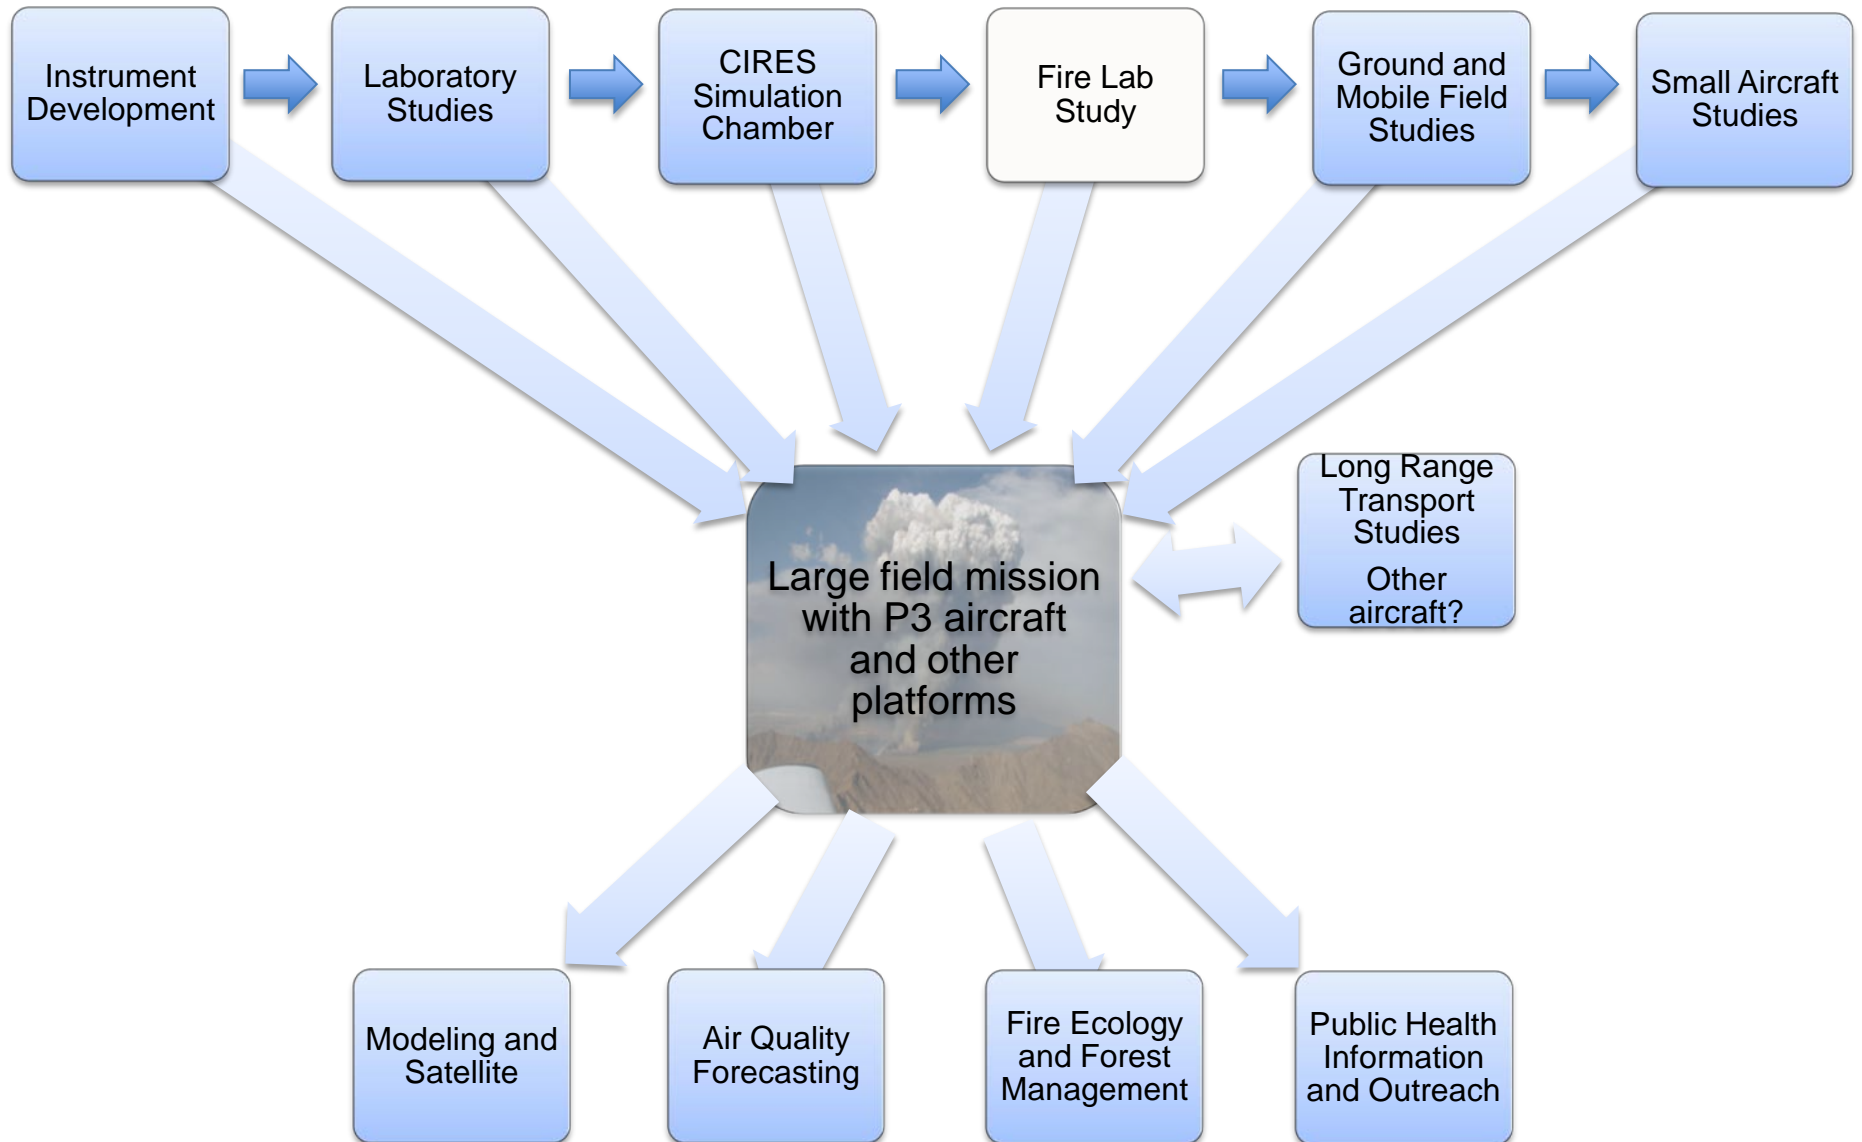 Instrument
Development
Laboratory
Studies
CIRES
Simulation
Chamber
Fire Lab
Study
Ground and
Mobile Field
Studies
Small Aircraft
Studies
Large field mission
with P3 aircraft
and other
platforms
Long Range
Transport
Studies
Other
aircraft?
Modeling and
Satellite
Air Quality
Forecasting
Fire Ecology
and Forest
Management
Public Health
Information
and Outreach